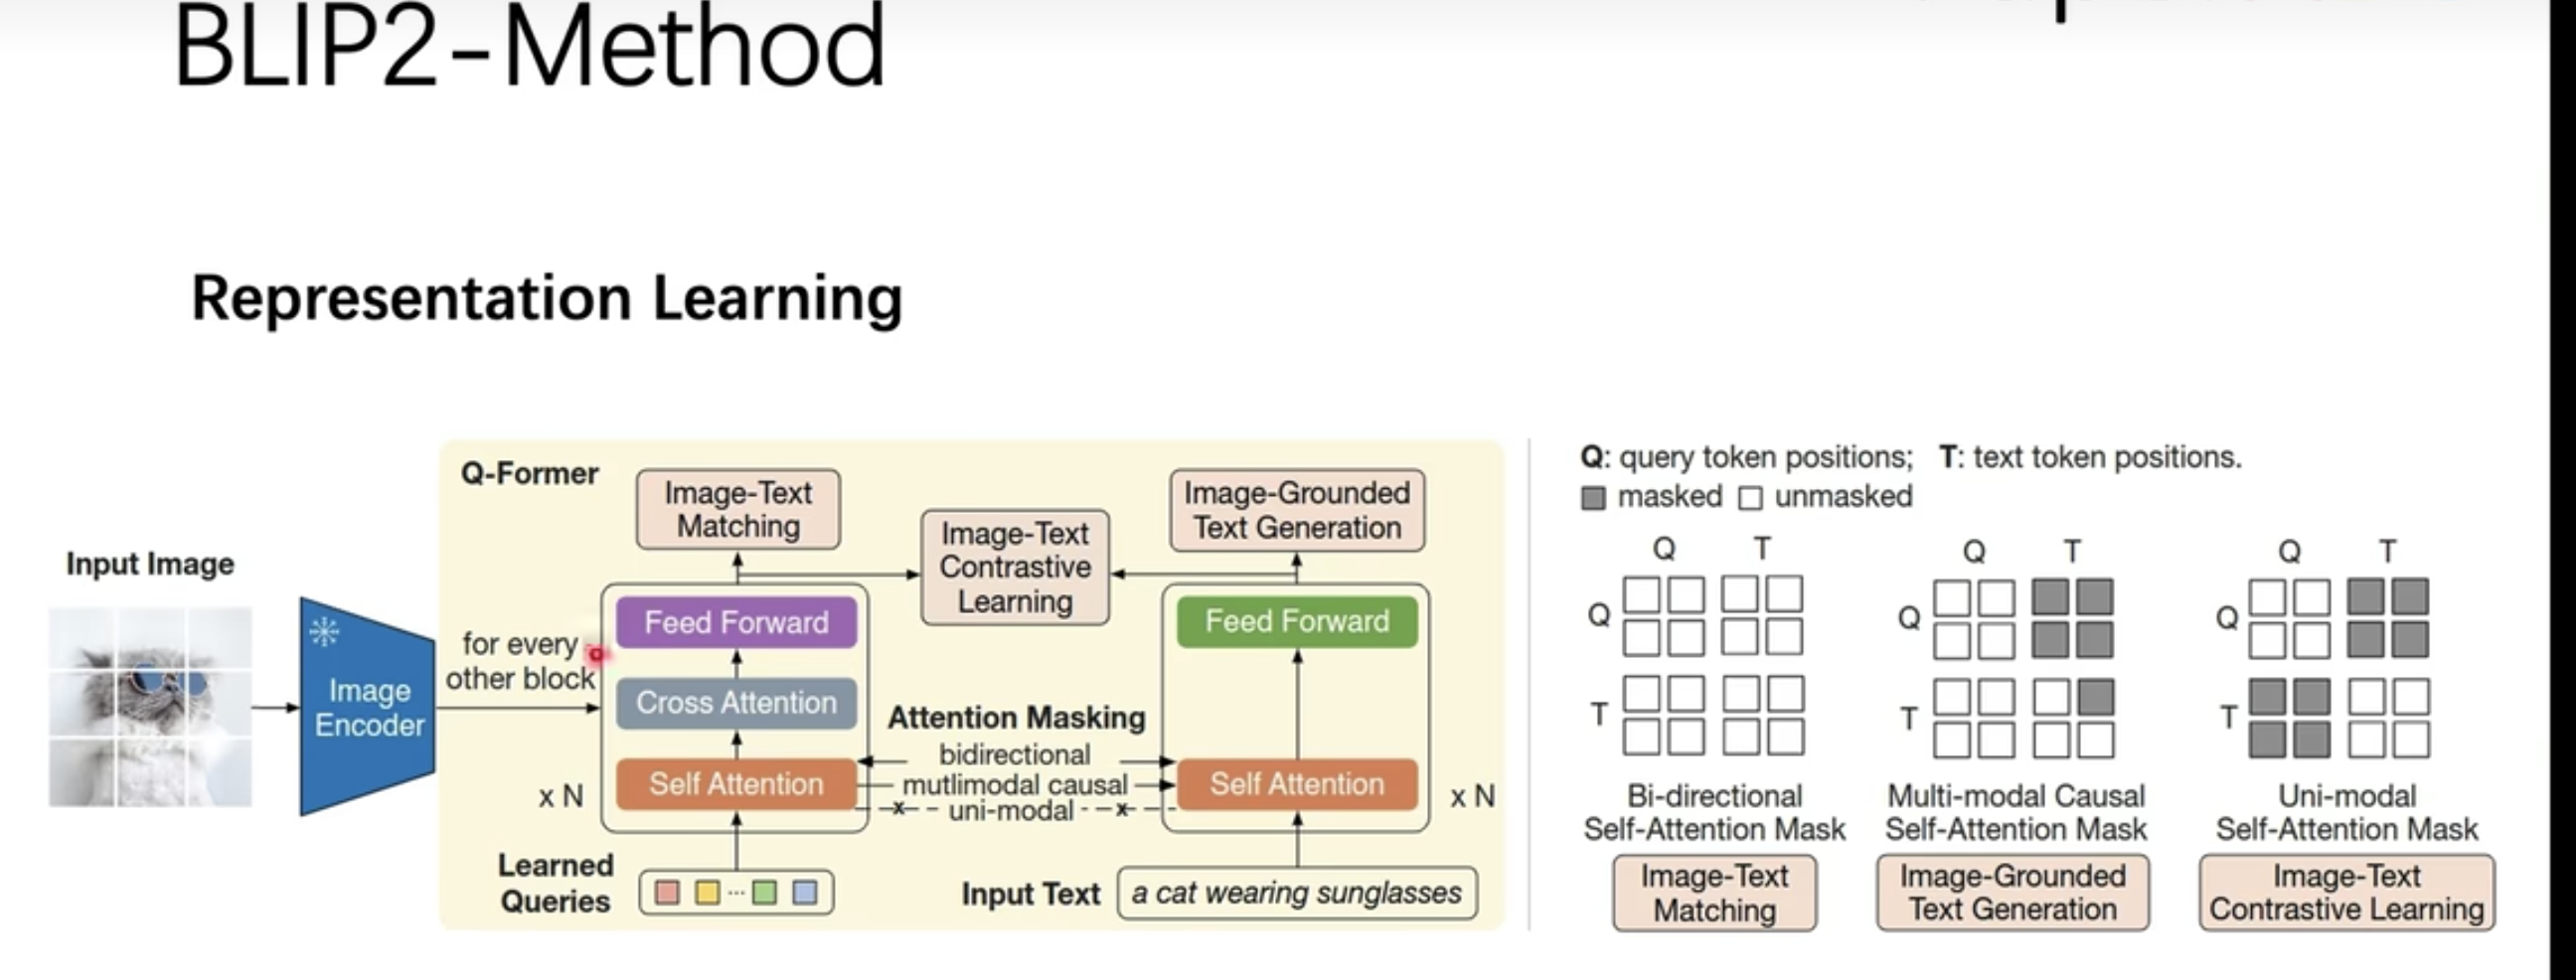 BLIP2-Method
Representation Learning
Q-Former
Image-Text
Matching
Image-Text
Contrastive
Learning
Image-Grounded
Text Generation
Input Image
Image
Encoder
for every
other block
Feed Forward
Cross Attention
Self Attention
x N
Attention Masking
bidirectional
mutlimodal causal
x uni-modal x
Feed Forward
Self Attention
x N
Learned
Queries
...
Input Text
a cat wearing sunglasses
Q: query token positions; T: text token positions.
masked unmasked
Q T
Q
T
Bi-directional
Self-Attention Mask
Image-Text
Matching
Q T
Q
T
Multi-modal Causal
Self-Attention Mask
Image-Grounded
Text Generation
Q T
Q
T
Uni-modal
Self-Attention Mask
Image-Text
Contrastive Learning